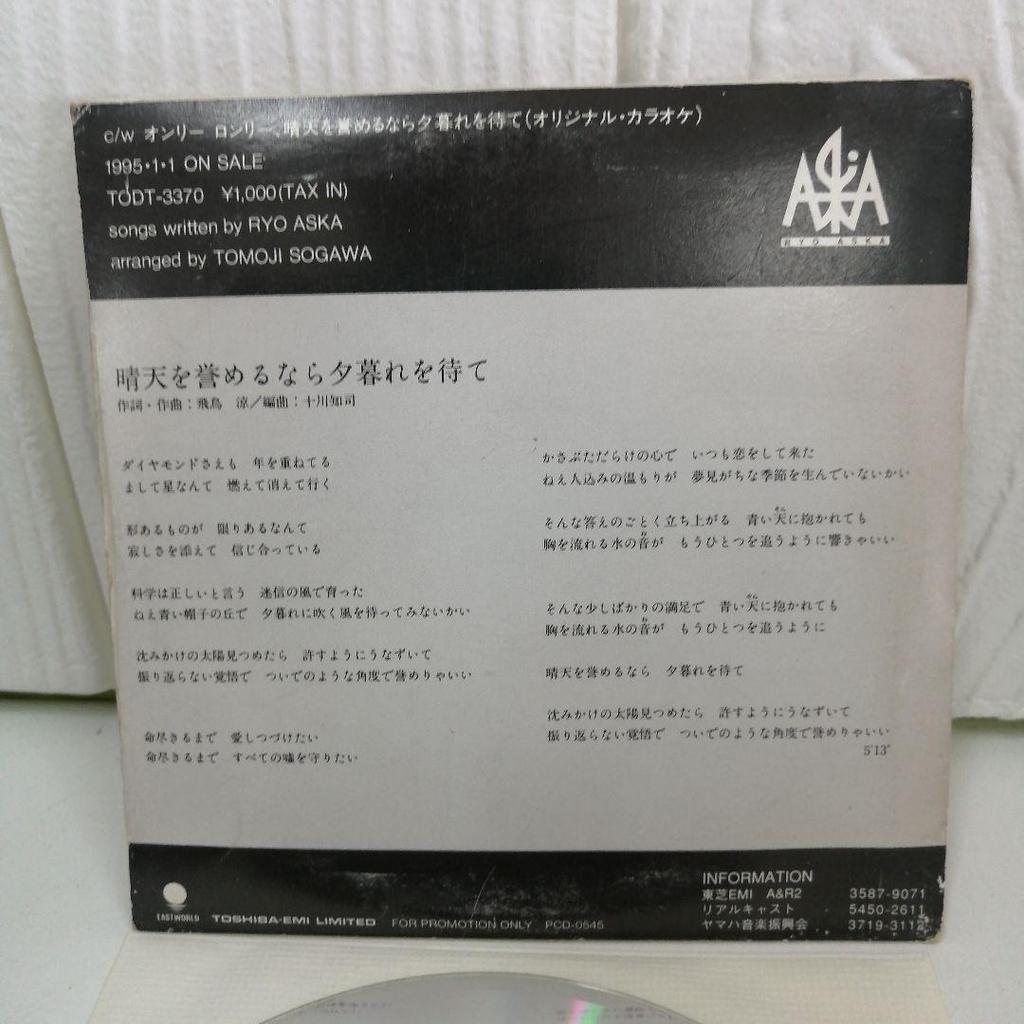 c/w オンリー ロンリー、晴天を誉めるなら夕暮れを待て(オリジナル・カラオケ)
1995・1・1 ON SALE
TODT-3370 ¥1,000(TAX IN)
songs written by RYO ASKA
arranged by TOMOJI SOGAWA
ASKA
RYO ASKA
晴天を誉めるなら夕暮れを待て
作詞・作曲：飛鳥 涼／編曲：十川知司
ダイヤモンドさえも 年を重ねてる
まして星なんて 燃えて消えて行く
形あるものが 限りあるなんて
寂しさを添えて 信じ合っている
科学は正しいと言う 迷信の風で育った
ねえ青い帽子の丘で 夕暮れに吹く風を待ってみないかい
沈みかけの太陽見つめたら 許すようにうなずいて
振り返らない覚悟で ついでのような角度で誉めりゃいい
命尽きるまで 愛しつづけたい
命尽きるまで すべての嘘を守りたい
かさぶただらけの心で いつも恋をして来た
ねえ人込みの温もりが 夢見がちな季節を生んでいないかい
そんな答えのごとく立ち上がる 青い天に抱かれても
胸を流れる水の音が もうひとつを追うように響きゃいい
そんな少しばかりの満足で 青い天に抱かれても
胸を流れる水の音が もうひとつを追うように
晴天を誉めるなら 夕暮れを待て
沈みかけの太陽見つめたら 許すようにうなずいて
振り返らない覚悟で ついでのような角度で誉めりゃいい
5'13"
EASTWORLD TOSHIBA-EMI LIMITED FOR PROMOTION ONLY PCD-0545
INFORMATION
東芝EMI A&R2 3587-9071
リアルキャスト 5450-2611
ヤマハ音楽振興会 3719-3112